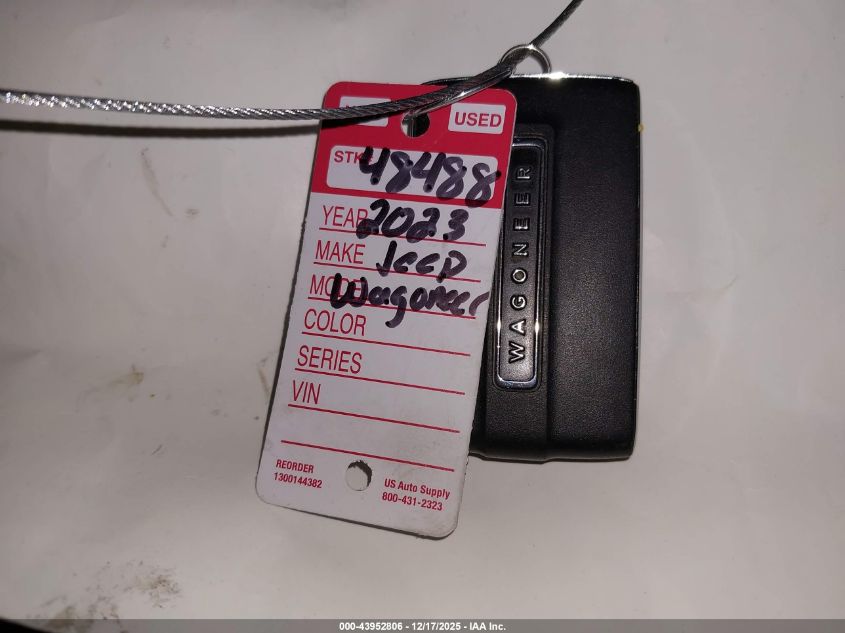 USED
STK# 48488
YEAR 2023
MAKE Jeep
MODEL Wagoneer
COLOR
SERIES
VIN
REORDER
1300144382
US Auto Supply
800-431-2323
WAGONEER
000-43952806 - 12/17/2025 - IAA Inc.